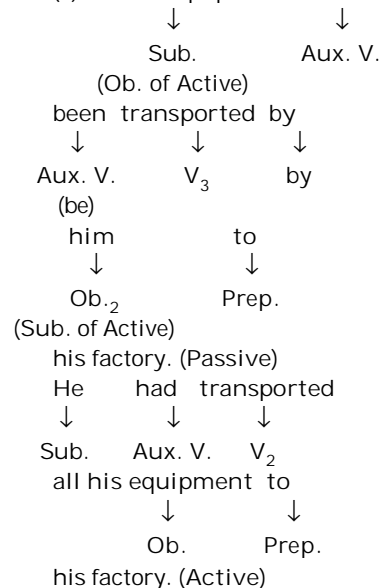 ↓ ↓
Sub. Aux. V.
(Ob. of Active)
been transported by
↓ ↓ ↓
Aux. V. V₃ by
(be)
him to
↓ ↓
Ob.₂ Prep.
(Sub. of Active)
his factory. (Passive)
He had transported
↓ ↓ ↓
Sub. Aux. V. V₂
all his equipment to
↓ ↓
Ob. Prep.
his factory. (Active)